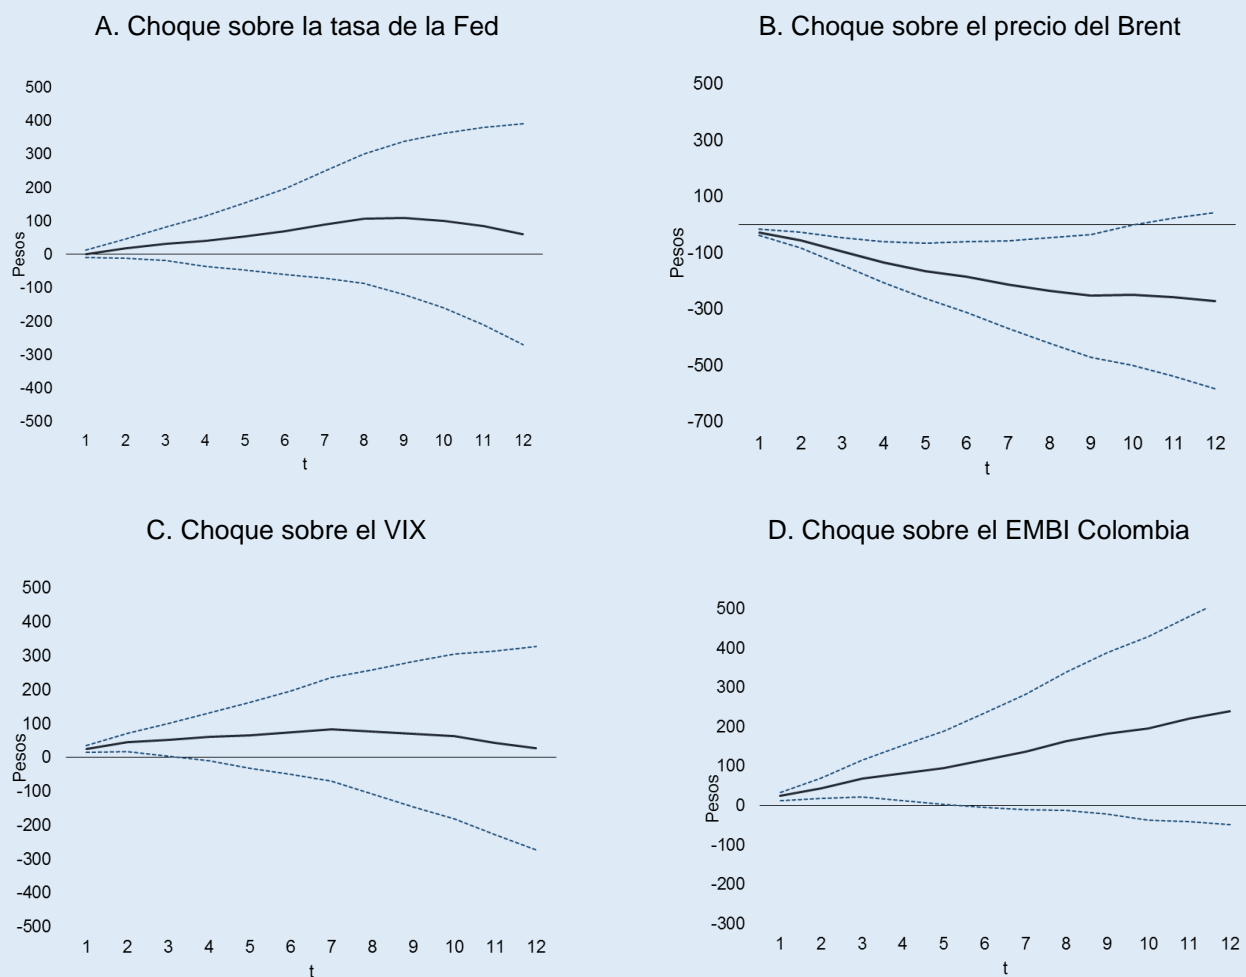 A. Choque sobre la tasa de la Fed
500
400
300
200
100
0
-100
-200
-300
-400
-500
Pesos
1 2 3 4 5 6 7 8 9 10 11 12
t
B. Choque sobre el precio del Brent
500
300
100
-100
-300
-500
-700
Pesos
1 2 3 4 5 6 7 8 9 10 11 12
t
C. Choque sobre el VIX
500
400
300
200
100
0
-100
-200
-300
-400
-500
Pesos
1 2 3 4 5 6 7 8 9 10 11 12
t
D. Choque sobre el EMBI Colombia
500
400
300
200
100
0
-100
-200
-300
Pesos
1 2 3 4 5 6 7 8 9 10 11 12
t